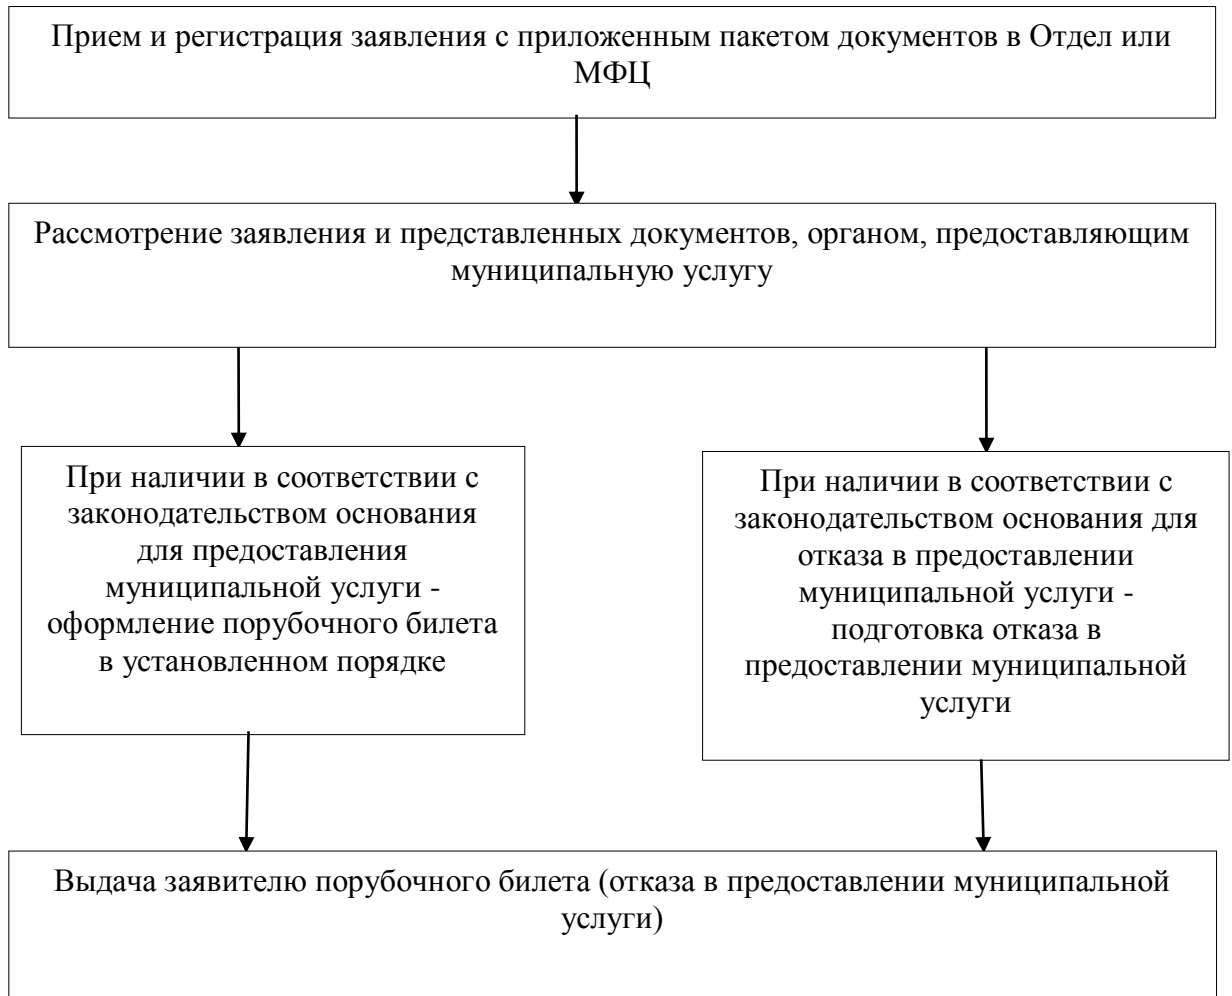 Прием и регистрация заявления с приложенным пакетом документов в Отдел или
МФЦ
Рассмотрение заявления и представленных документов, органом, предоставляющим
муниципальную услугу
При наличии в соответствии с
законодательством основания
для предоставления
муниципальной услуги -
оформление порубочного билета
в установленном порядке
При наличии в соответствии с
законодательством основания для
отказа в предоставлении
муниципальной услуги -
подготовка отказа в
предоставлении муниципальной
услуги
Выдача заявителю порубочного билета (отказа в предоставлении муниципальной
услуги)